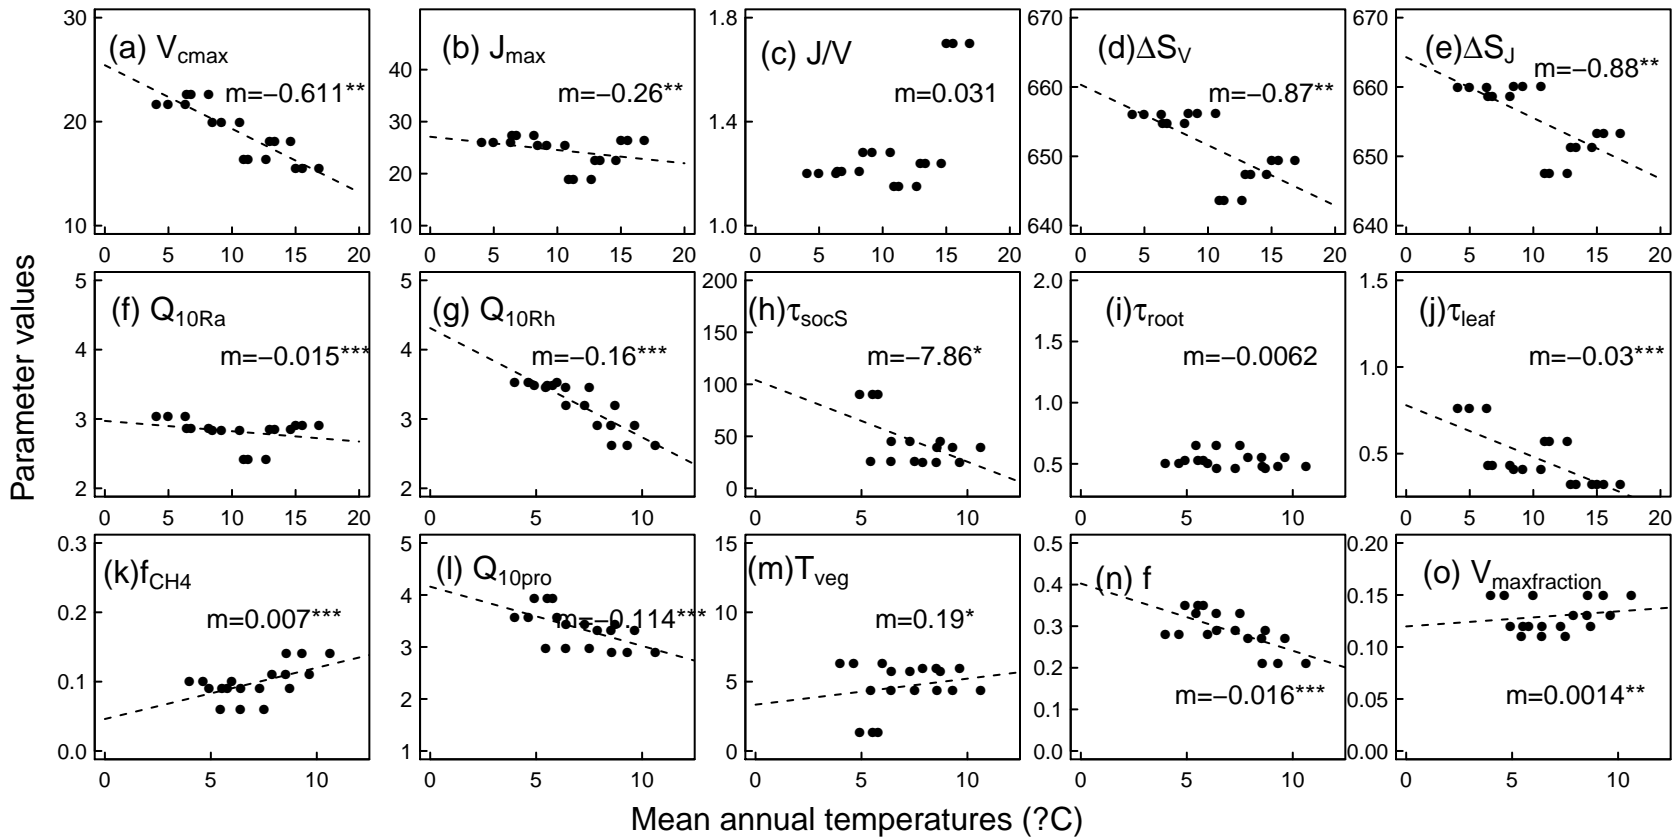 Parameter values
(a) Vcmax
m=−0.611**
30
20
10
0 5 10 15 20
(b) Jmax
m=−0.26**
40
30
20
10
0 5 10 15 20
(c) J/V
m=0.031
1.8
1.4
1.0
0 5 10 15 20
(d)ΔSV
m=−0.87**
670
660
650
640
0 5 10 15 20
(e)ΔSJ
m=−0.88**
670
660
650
640
0 5 10 15 20
(f) Q10Ra
m=−0.015***
5
4
3
2
0 5 10 15 20
(g) Q10Rh
m=−0.16***
5
4
3
2
0 5 10
(h)τsocS
m=−7.86*
200
150
100
50
0
0 5 10
(i)τroot
m=−0.0062
2.0
1.5
1.0
0.5
0 5 10
(j)τleaf
m=−0.03***
1.5
1.0
0.5
0 5 10 15 20
(k)fCH4
m=0.007***
0.3
0.2
0.1
0.0
0 5 10
(l) Q10pro
m=−0.114***
5
4
3
2
1
0 5 10
(m)Tveg
m=0.19*
15
10
5
0
0 5 10
(n) f
m=−0.016***
0.5
0.4
0.3
0.2
0.1
0.0
0 5 10
(o) Vmaxfraction
m=0.0014**
0.20
0.15
0.10
0.05
0.00
0 5 10
Mean annual temperatures (?C)